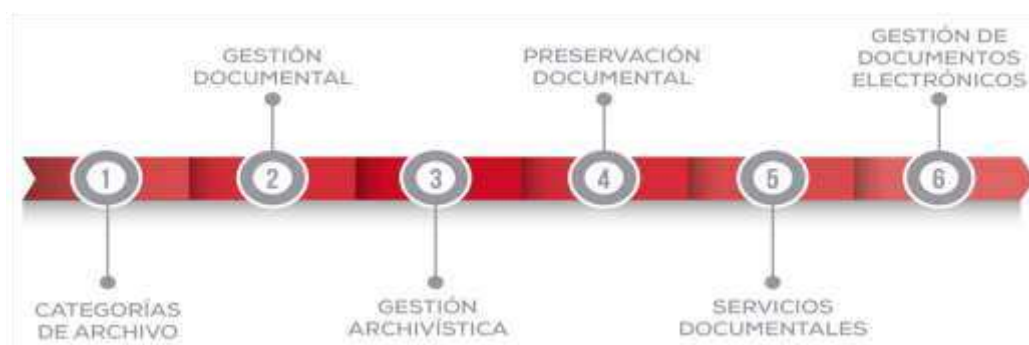 GESTIÓN
DOCUMENTAL
PRESERVACIÓN
DOCUMENTAL
GESTIÓN DE
DOCUMENTOS
ELECTRÓNICOS
1
2
3
4
5
6
CATEGORÍAS
DE ARCHIVO
GESTIÓN
ARCHIVÍSTICA
SERVICIOS
DOCUMENTALES